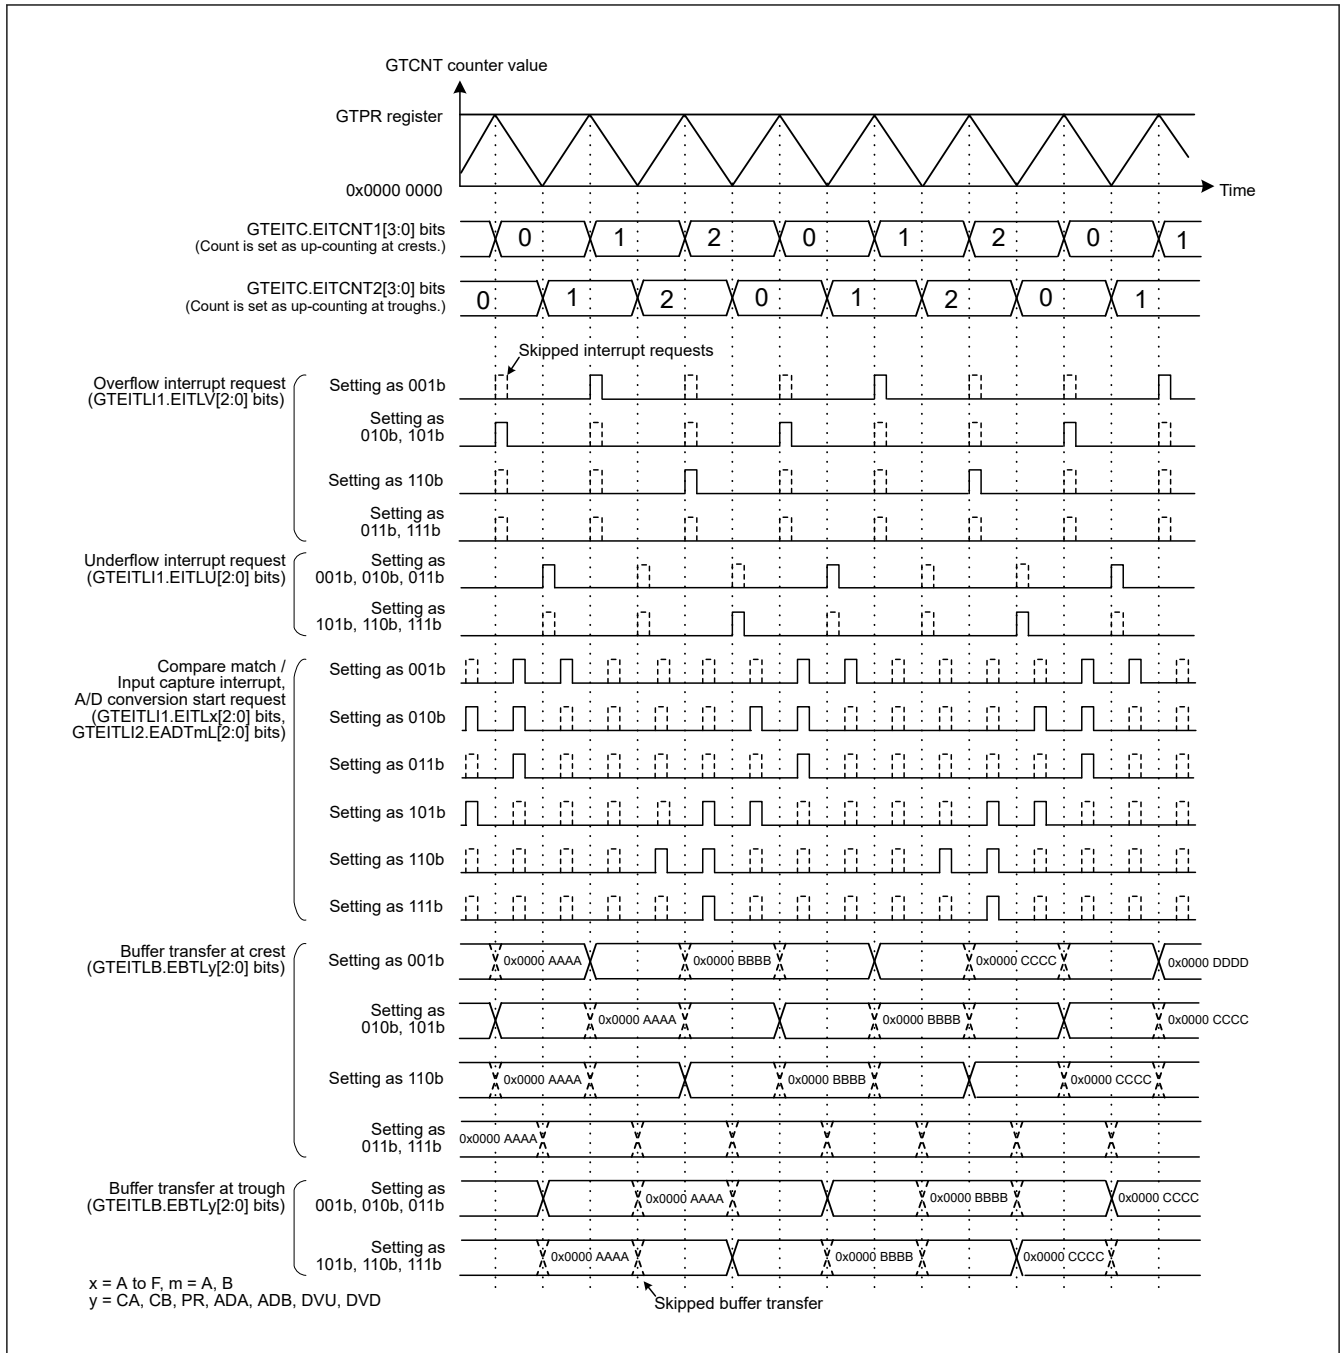 GTCNT counter value
GTPR register
0x0000 0000
Time
GTEITC.EITCNT1[3:0] bits
(Count is set as up-counting at crests.)
0 1 2 0 1 2 0 1
GTEITC.EITCNT2[3:0] bits
(Count is set as up-counting at troughs.)
0 1 2 0 1 2 0 1
Skipped interrupt requests
Overflow interrupt request
(GTEITLI1.EITLV[2:0] bits)
Setting as 001b
Setting as
010b, 101b
Setting as 110b
Setting as
011b, 111b
Underflow interrupt request
(GTEITLI1.EITLU[2:0] bits)
Setting as
001b, 010b, 011b
Setting as
101b, 110b, 111b
Compare match /
Input capture interrupt,
A/D conversion start request
(GTEITLI1.EITLx[2:0] bits,
GTEITLI2.EADTmL[2:0] bits)
Setting as 001b
Setting as 010b
Setting as 011b
Setting as 101b
Setting as 110b
Setting as 111b
Buffer transfer at crest
(GTEITLB.EBTLy[2:0] bits)
Setting as 001b
0x0000 AAAA 0x0000 BBBB 0x0000 CCCC 0x0000 DDDD
Setting as
010b, 101b
0x0000 AAAA 0x0000 BBBB 0x0000 CCCC
Setting as 110b
0x0000 AAAA 0x0000 BBBB 0x0000 CCCC
Setting as
011b, 111b
0x0000 AAAA
Buffer transfer at trough
(GTEITLB.EBTLy[2:0] bits)
Setting as
001b, 010b, 011b
0x0000 AAAA 0x0000 BBBB 0x0000 CCCC
Setting as
101b, 110b, 111b
0x0000 AAAA 0x0000 BBBB 0x0000 CCCC
Skipped buffer transfer
x = A to F, m = A, B
y = CA, CB, PR, ADA, ADB, DVU, DVD